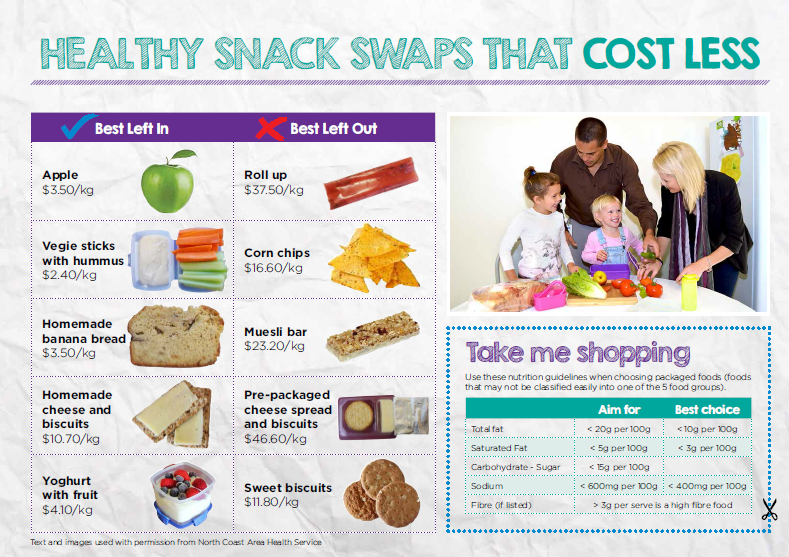 HEALTHY SNACK SWAPS THAT COST LESS
Best Left In
Best Left Out
Apple
$3.50/kg
Roll up
$37.50/kg
Vegie sticks
with hummus
$2.40/kg
Corn chips
$16.60/kg
Homemade
banana bread
$3.50/kg
Muesli bar
$23.20/kg
Homemade
cheese and
biscuits
$10.70/kg
Pre-packaged
cheese spread
and biscuits
$46.60/kg
Yoghurt
with fruit
$4.10/kg
Sweet biscuits
$11.80/kg
Text and images used with permission from North Coast Area Health Service
Take me shopping
Use these nutrition guidelines when choosing packaged foods (foods
that may not be classified easily into one of the 5 food groups).
Aim for Best choice
Total fat < 20g per 100g <10g per 100g
Saturated Fat < 5g per 100g < 3g per 100g
Carbohydrate - Sugar < 15g per 100g
Sodium < 600mg per 100g < 400mg per 100g
Fibre (if listed) > 3g per serve is a high fibre food